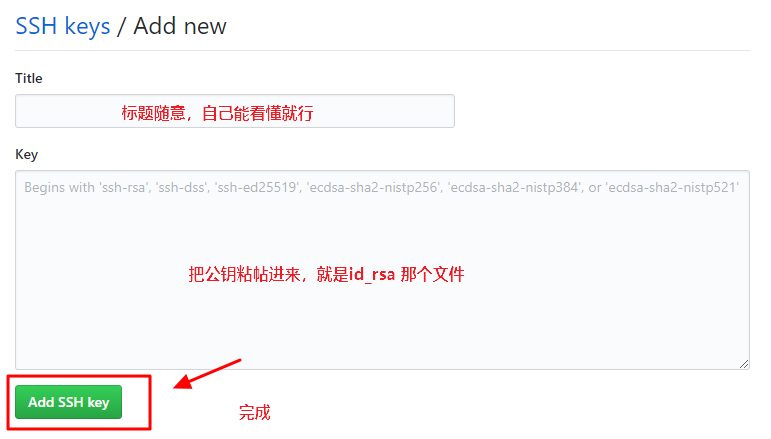 SSH keys / Add new
Title
标题随意，自己能看懂就行
Key
Begins with 'ssh-rsa', 'ssh-dss', 'ssh-ed25519', 'ecdsa-sha2-nistp256', 'ecdsa-sha2-nistp384', or 'ecdsa-sha2-nistp521'
把公钥粘帖进来，就是id_rsa 那个文件
Add SSH key
完成